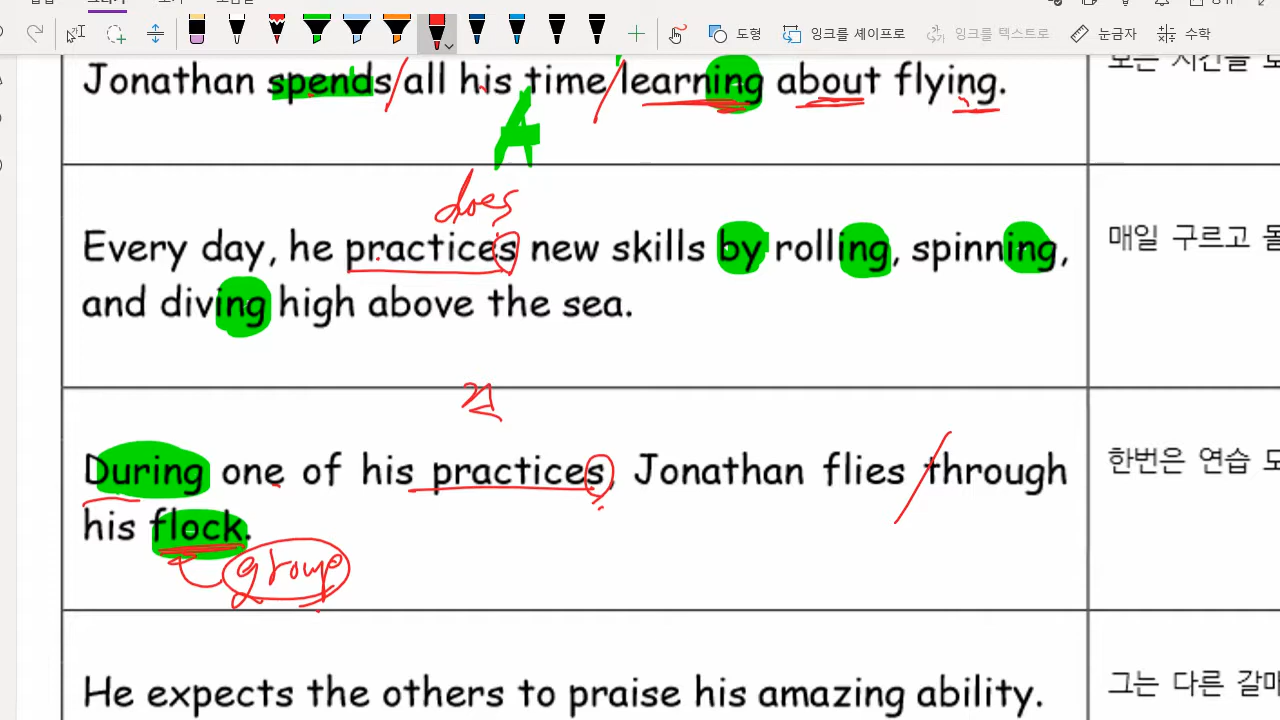 도형
잉크를 셰이프로
잉크를 텍스트로
눈금자
수학
Jonathan spends all his time learning about flying.
A
does
Every day, he practices new skills by rolling, spinning,
and diving high above the sea.
매일 구르고 돌
During one of his practices, Jonathan flies through
his flock.
group
한번은 연습 도
He expects the others to praise his amazing ability.
그는 다른 갈매